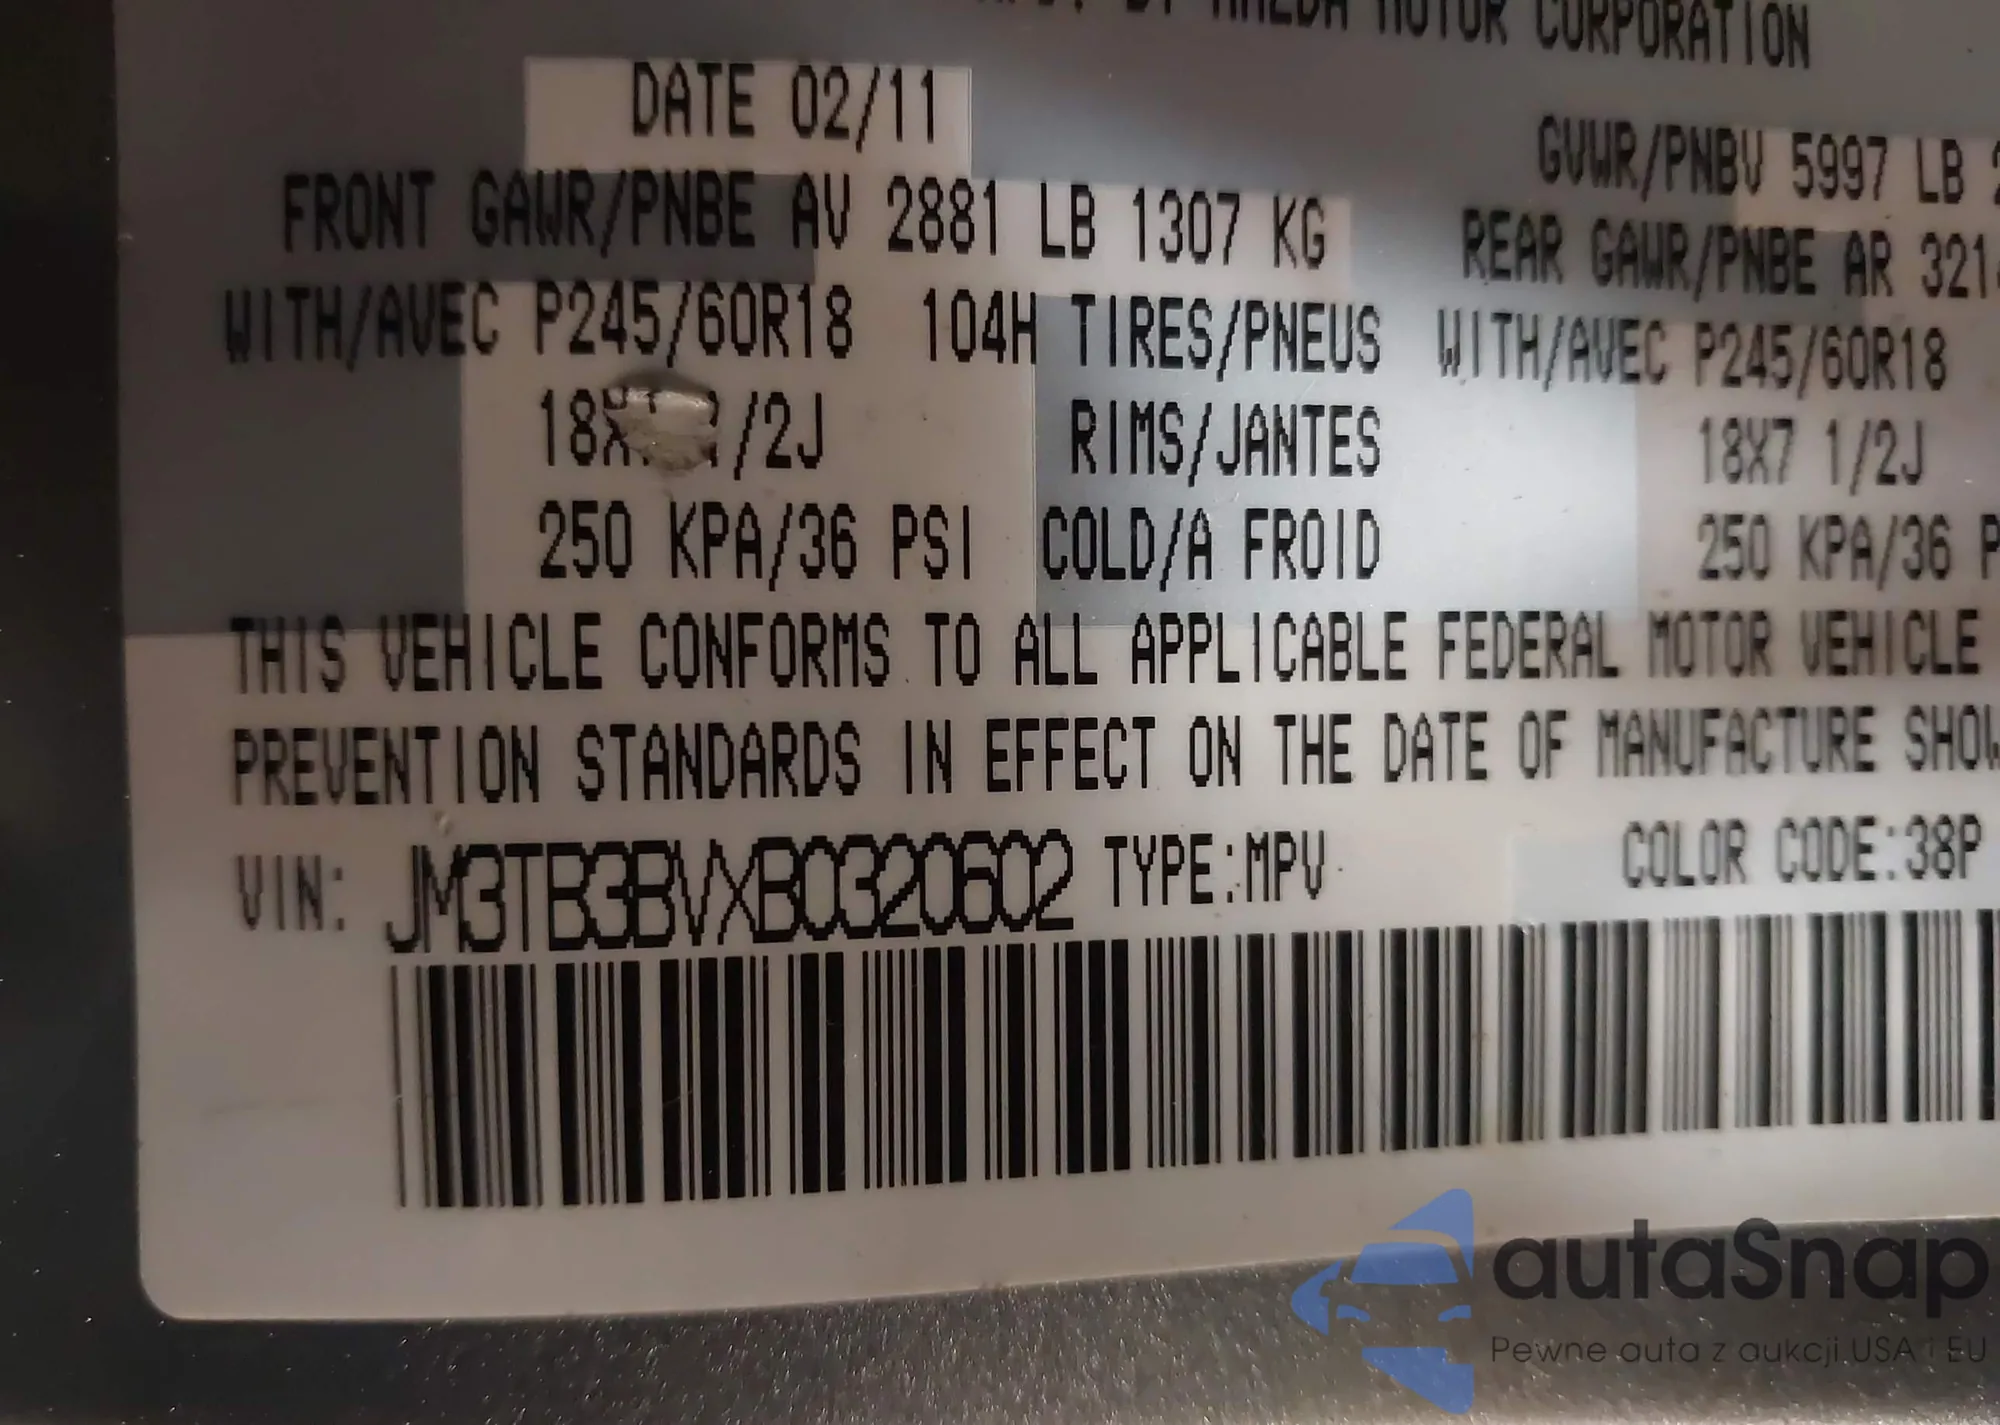 MAZDA MOTOR CORPORATION
DATE 02/11
GVWR/PNBV 5997 LB
FRONT GAWR/PNBE AV 2881 LB 1307 KG REAR GAWR/PNBE AR 321
WITH/AVEC P245/60R18 104H TIRES/PNEUS WITH/AVEC P245/60R18
1/2J RIMS/JANTES 18X7 1/2J
250 KPA/36 PSI COLD/A FROID 250 KPA/36 P
THIS VEHICLE CONFORMS TO ALL APPLICABLE FEDERAL MOTOR VEHICLE
PREVENTION STANDARDS IN EFFECT ON THE DATE OF MANUFACTURE SHOW
VIN: JM3TB3BVXB0320602 TYPE:MPV COLOR CODE:38P
autaSnap
Pewne auta z aukcji USA i EU